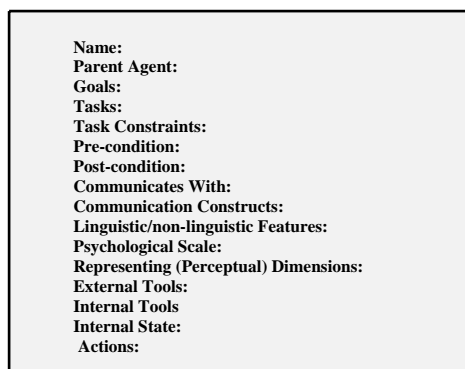 Name:
Parent Agent:
Goals:
Tasks:
Task Constraints:
Pre-condition:
Post-condition:
Communicates With:
Communication Constructs:
Linguistic/non-linguistic Features:
Psychological Scale:
Representing (Perceptual) Dimensions:
External Tools:
Internal Tools
Internal State:
Actions: